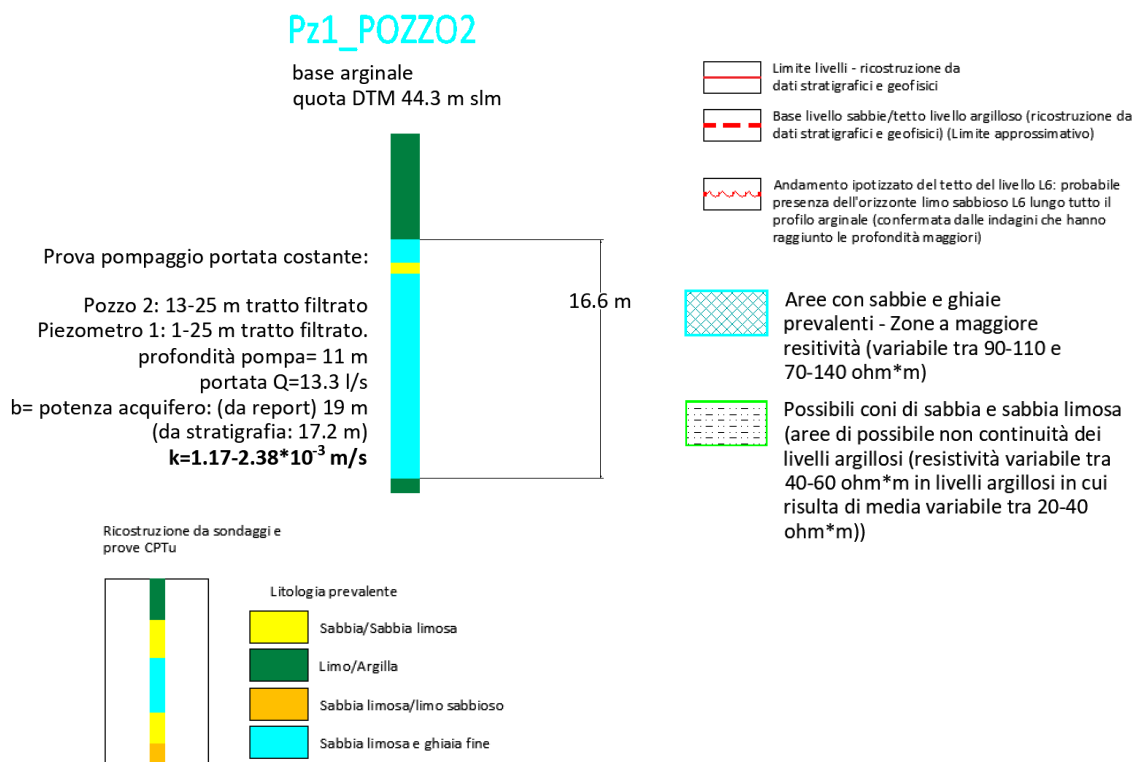 Pz1_POZZO2
base arginale
quota DTM 44.3 m slm
Prova pompaggio portata costante:
Pozzo 2: 13-25 m tratto filtrato
Piezometro 1: 1-25 m tratto filtrato.
profondità pompa= 11 m
portata Q=13.3 l/s
b= potenza acquifero: (da report) 19 m
(da stratigrafia: 17.2 m)
k=1.17-2.38*10⁻³ m/s
16.6 m
Limite livelli - ricostruzione da
dati stratigrafici e geofisici
Base livello sabbie/tetto livello argilloso (ricostruzione da
dati stratigrafici e geofisici) (Limite approssimativo)
Andamento ipotizzato del tetto del livello L6: probabile
presenza dell'orizzonte limo sabbioso L6 lungo tutto il
profilo arginale (confermata dalle indagini che hanno
raggiunto le profondità maggiori)
Aree con sabbie e ghiaie
prevalenti - Zone a maggiore
resitività (variabile tra 90-110 e
70-140 ohm*m)
Possibili coni di sabbia e sabbia limosa
(aree di possibile non continuità dei
livelli argillosi (resistività variabile tra
40-60 ohm*m in livelli argillosi in cui
risulta di media variabile tra 20-40
ohm*m))
Ricostruzione da sondaggi e
prove CPTu
Litologia prevalente
Sabbia/Sabbia limosa
Limo/Argilla
Sabbia limosa/limo sabbioso
Sabbia limosa e ghiaia fine